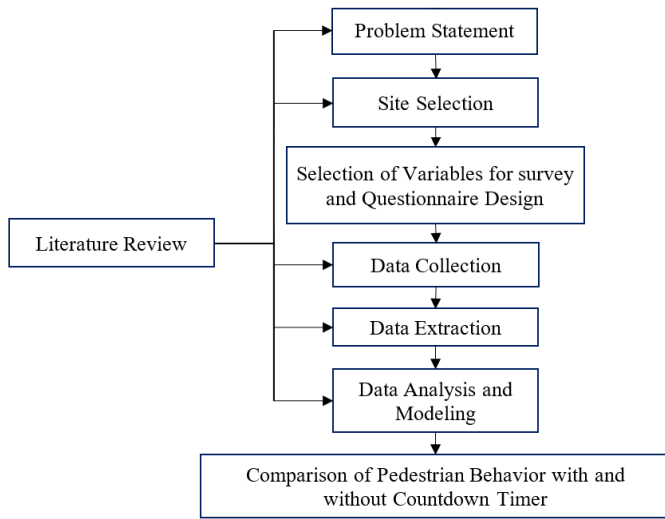 Problem Statement
Site Selection
Selection of Variables for survey
and Questionnaire Design
Literature Review
Data Collection
Data Extraction
Data Analysis and
Modeling
Comparison of Pedestrian Behavior with and
without Countdown Timer